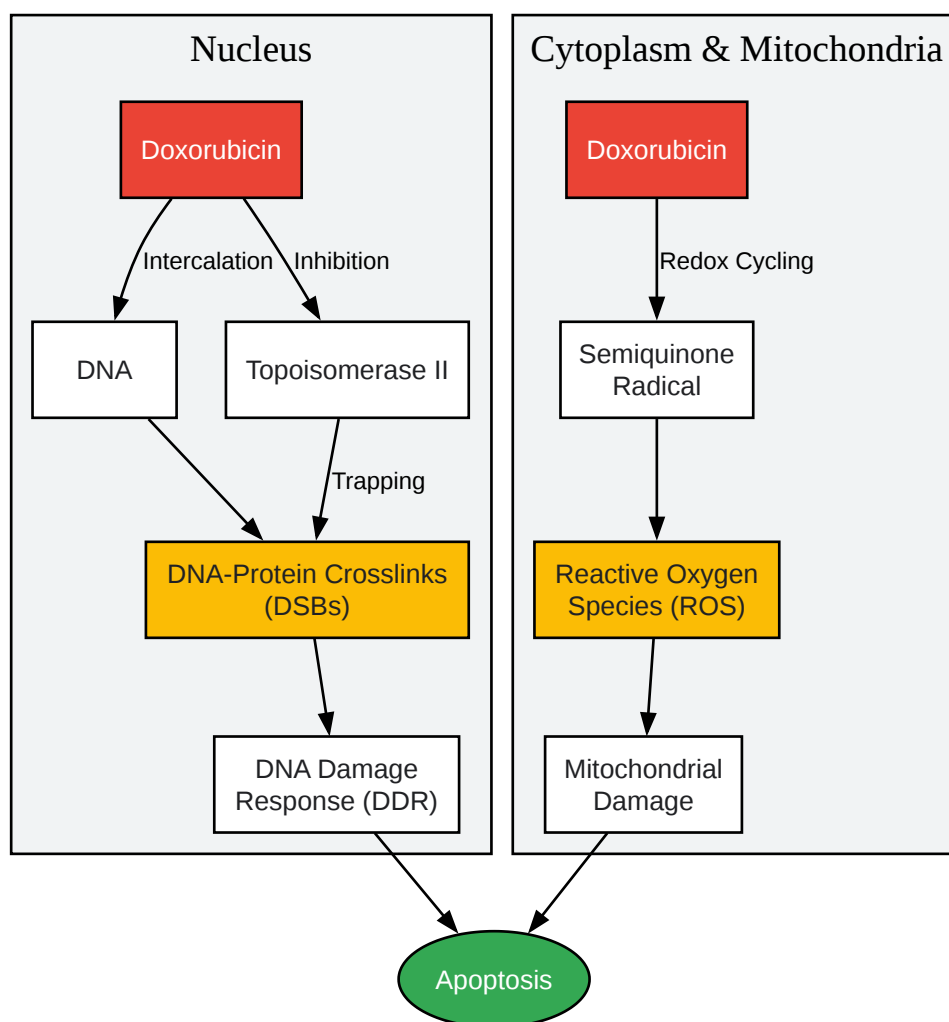 Nucleus
Doxorubicin
Intercalation
Inhibition
DNA
Topoisomerase II
Trapping
DNA-Protein Crosslinks
(DSBs)
DNA Damage
Response (DDR)
Cytoplasm & Mitochondria
Doxorubicin
Redox Cycling
Semiquinone
Radical
Reactive Oxygen
Species (ROS)
Mitochondrial
Damage
Apoptosis